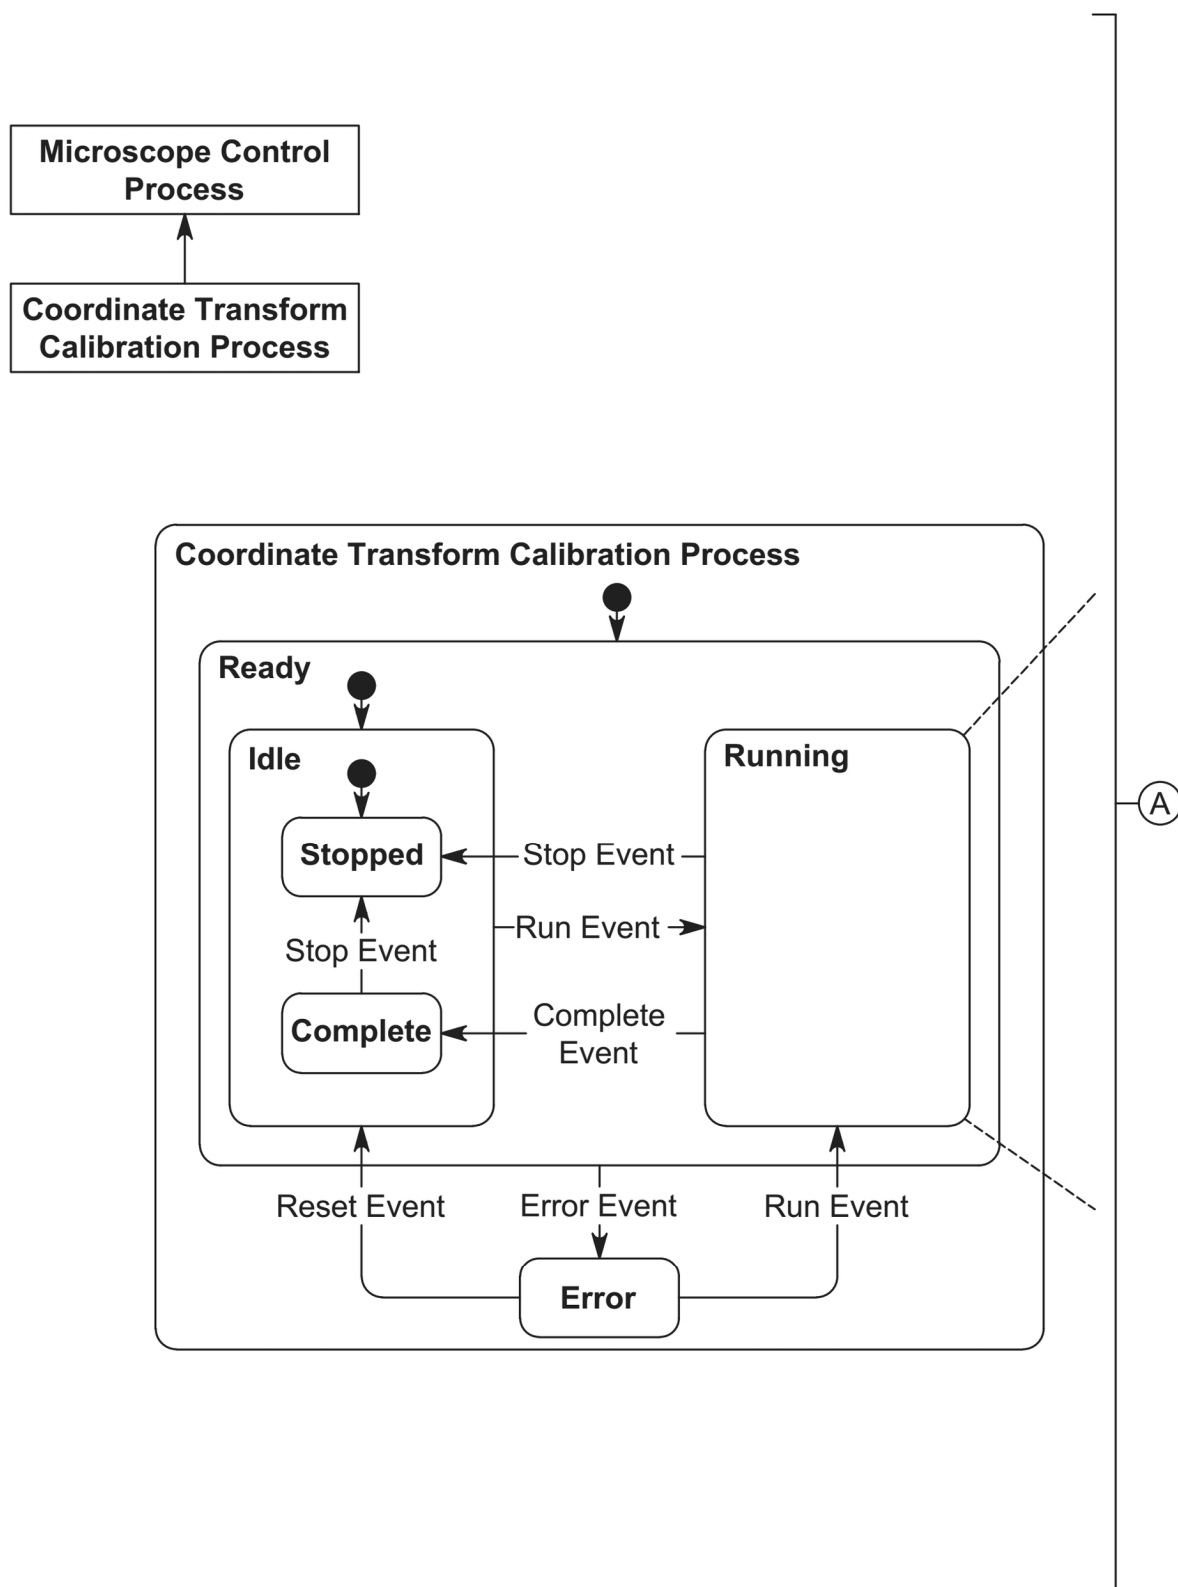 Microscope Control
Process
Coordinate Transform
Calibration Process
Coordinate Transform Calibration Process
Ready
Idle
Running
Stopped
Stop Event
Run Event
Stop Event
Complete
Complete
Event
Reset Event
Error Event
Run Event
Error
A